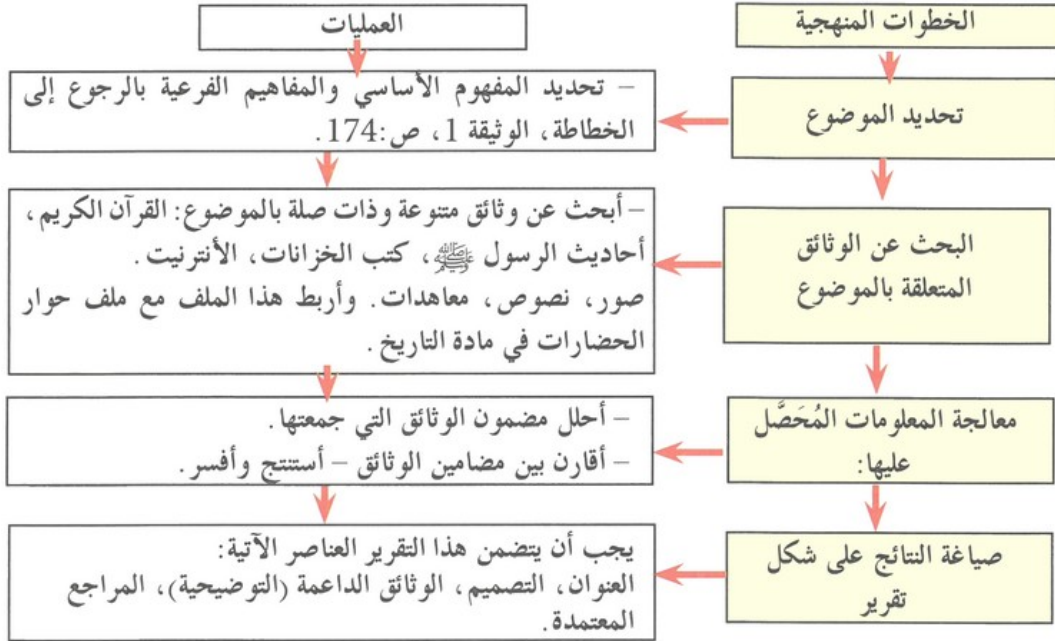 الخطوات المنهجية
العمليات
تحديد الموضوع
– تحديد المفهوم الأساسي والمفاهيم الفرعية بالرجوع إلى
الخطاطة، الوثيقة 1، ص:174.
البحث عن الوثائق
المتعلقة بالموضوع
– أبحث عن وثائق متنوعة وذات صلة بالموضوع: القرآن الكريم،
أحاديث الرسول ﷺ، كتب الخزانات، الأنترنيت.
صور، نصوص، معاهدات. وأربط هذا الملف مع ملف حوار
الحضارات في مادة التاريخ.
معالجة المعلومات المُحَصَّل
عليها:
– أحلل مضمون الوثائق التي جمعتها.
– أقارن بين مضامين الوثائق – أستنتج وأفسر.
صياغة النتائج على شكل
تقرير
يجب أن يتضمن هذا التقرير العناصر الآتية:
العنوان، التصميم، الوثائق الداعمة (التوضيحية)، المراجع
المعتمدة.